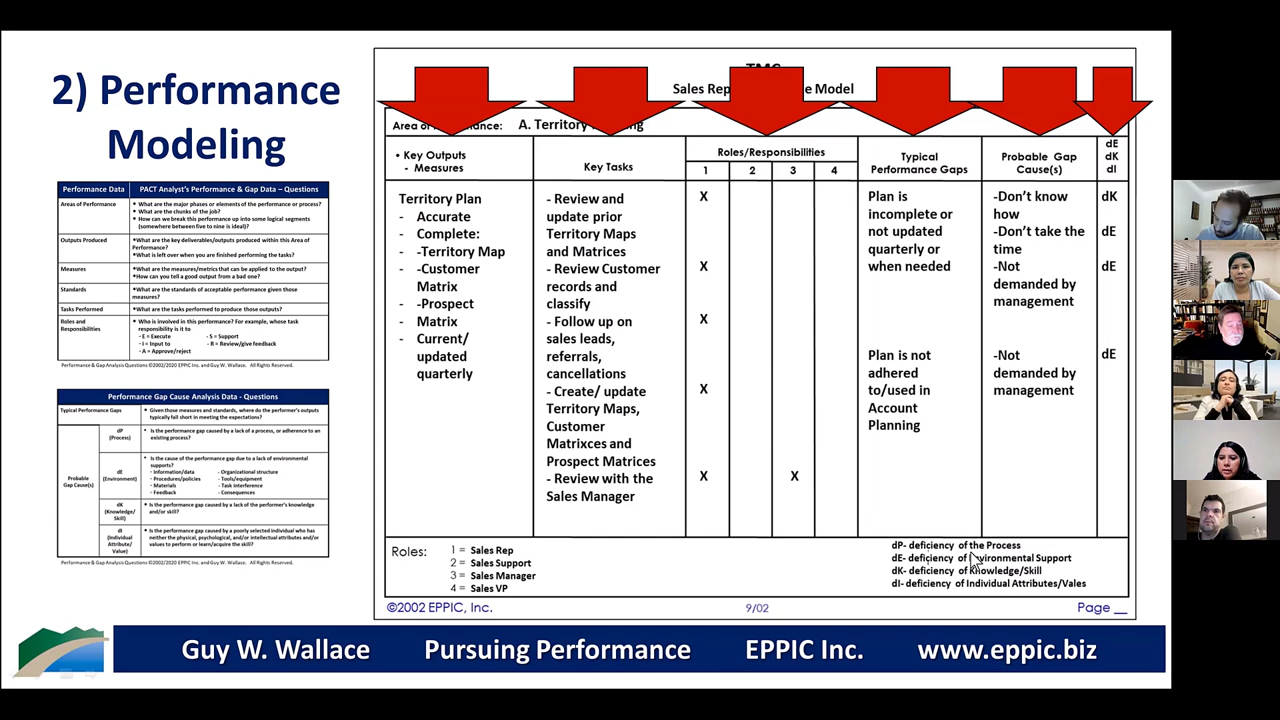 2) Performance
Modeling
Performance Data
PACT Analyst's Performance & Gap Data – Questions
Areas of Performance
• What are the major phases or elements of the performance or process?
• What are the chunks of the job?
• How can we break this performance up into some logical segments
(somewhere between five to nine is ideal)?
Outputs Produced
•What are the key deliverables/outputs produced within this Area of
Performance?
•What is left over when you are finished performing the tasks?
Measures
•What are the measures/metrics that can be applied to the output?
•How can you tell a good output from a bad one?
Standards
•What are the standards of acceptable performance given those
measures?
Tasks Performed
•What are the tasks performed to produce those outputs?
Roles and
Responsibilities
• Who is involved in this performance? For example, whose task
responsibility is it to
- E = Execute - S = Support
- I = Input to - R = Review/give feedback
- A = Approve/reject
Performance & Gap Analysis Questions ©2002/2020 EPPIC Inc. and Guy W. Wallace. All Rights Reserved.
Performance Gap Cause Analysis Data - Questions
Typical Performance Gaps
• Given those measures and standards, where do the performer's outputs
typically fall short in meeting the expectations?
Probable
Gap Cause(s)
dP
(Process)
• Is the performance gap caused by a lack of a process, or adherence to an
existing process?
dE
(Environment)
• Is the cause of the performance gap due to a lack of environmental
supports?
- Information/data - Organizational structure
- Procedures/policies - Tools/equipment
- Materials - Task interference
- Feedback - Consequences
dK
(Knowledge/
Skill)
• Is the performance gap caused by a lack of the performer's knowledge
and/or skill?
dI
(Individual
Attribute/
Value)
• Is the performance gap caused by a poorly selected individual who has
neither the physical, psychological, and/or intellectual attributes and/or
values to perform or learn/acquire the skill?
Performance & Gap Analysis Questions ©2002/2020 EPPIC Inc. and Guy W. Wallace. All Rights Reserved.
Sales Rep Model
Area of A. Territory
• Key Outputs
- Measures
Key Tasks
Roles/Responsibilities
1 2 3 4
Typical
Performance Gaps
Probable Gap
Cause(s)
dE
dK
dI
Territory Plan
- Accurate
- Complete:
- -Territory Map
- -Customer
Matrix
- -Prospect
- Matrix
- Current/
updated
quarterly
- Review and
update prior
Territory Maps
and Matrices
- Review Customer
records and
classify
- Follow up on
sales leads,
referrals,
cancellations
- Create/ update
Territory Maps,
Customer
Matrixces and
Prospect Matrices
- Review with the
Sales Manager
X
X
X
X
X X
Plan is
incomplete or
not updated
quarterly or
when needed
-Don't know
how
-Don't take the
time
-Not
demanded by
management
dK
dE
dE
Plan is not
adhered
to/used in
Account
Planning
-Not
demanded by
management
dE
Roles:
1 = Sales Rep
2 = Sales Support
3 = Sales Manager
4 = Sales VP
dP- deficiency of the Process
dE- deficiency of Environmental Support
dK- deficiency of Knowledge/Skill
dI- deficiency of Individual Attributes/Vales
©2002 EPPIC, Inc.
9/02
Page __
Guy W. Wallace Pursuing Performance EPPIC Inc. www.eppic.biz